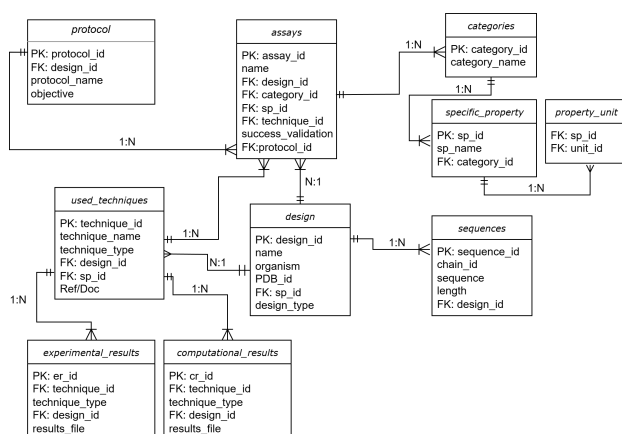 protocol
PK: protocol_id
FK: design_id
protocol_name
objective
assays
PK: assay_id
name
FK: design_id
FK: category_id
FK: sp_id
FK: technique_id
success_validation
FK:protocol_id
categories
PK: category_id
category_name
specific_property
PK: sp_id
sp_name
FK: category_id
property_unit
FK: sp_id
FK: unit_id
1:N
1:N
1:N
1:N
used_techniques
PK: technique_id
technique_name
technique_type
FK: design_id
FK: sp_id
Ref/Doc
1:N
N:1
N:1
design
PK: design_id
name
organism
PDB_id
FK: sp_id
design_type
1:N
sequences
PK: sequence_id
chain_id
sequence
length
FK: design_id
1:N
1:N
experimental_results
PK: er_id
FK: technique_id
technique_type
FK: design_id
results_file
computational_results
PK: cr_id
FK: technique_id
technique_type
FK: design_id
results_file